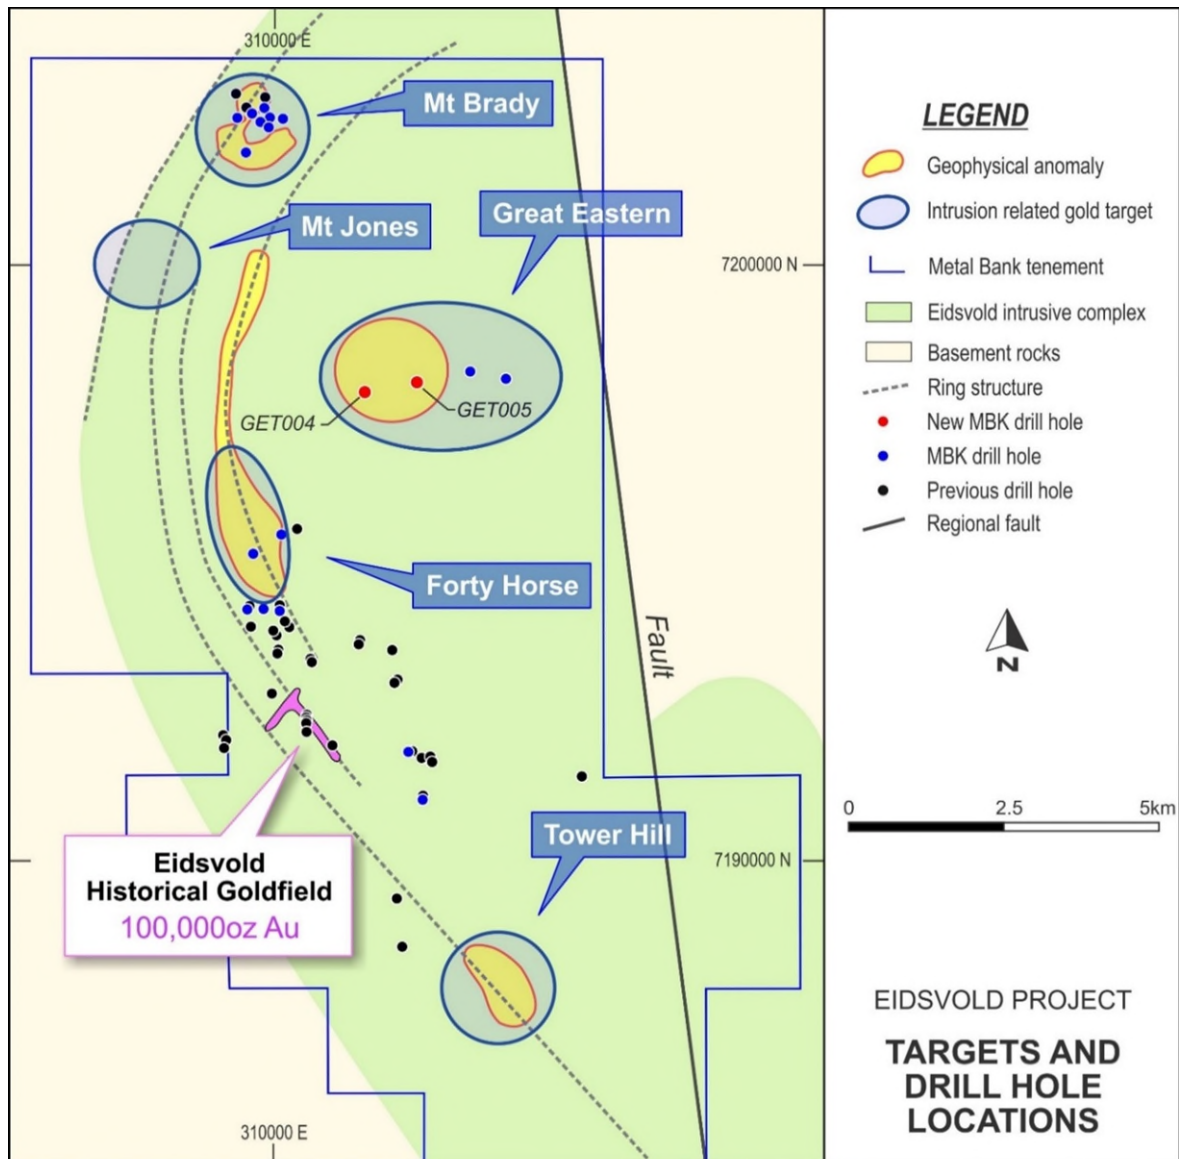 310000 E
Mt Brady
Great Eastern
Mt Jones
7200000 N
GET004
GET005
Forty Horse
Fault
Tower Hill
7190000 N
Eidsvold
Historical Goldfield
100,000oz Au
310000 E
LEGEND
Geophysical anomaly
Intrusion related gold target
Metal Bank tenement
Eidsvold intrusive complex
Basement rocks
Ring structure
New MBK drill hole
MBK drill hole
Previous drill hole
Regional fault
N
0 2.5 5km
EIDSVOLD PROJECT
TARGETS AND
DRILL HOLE
LOCATIONS